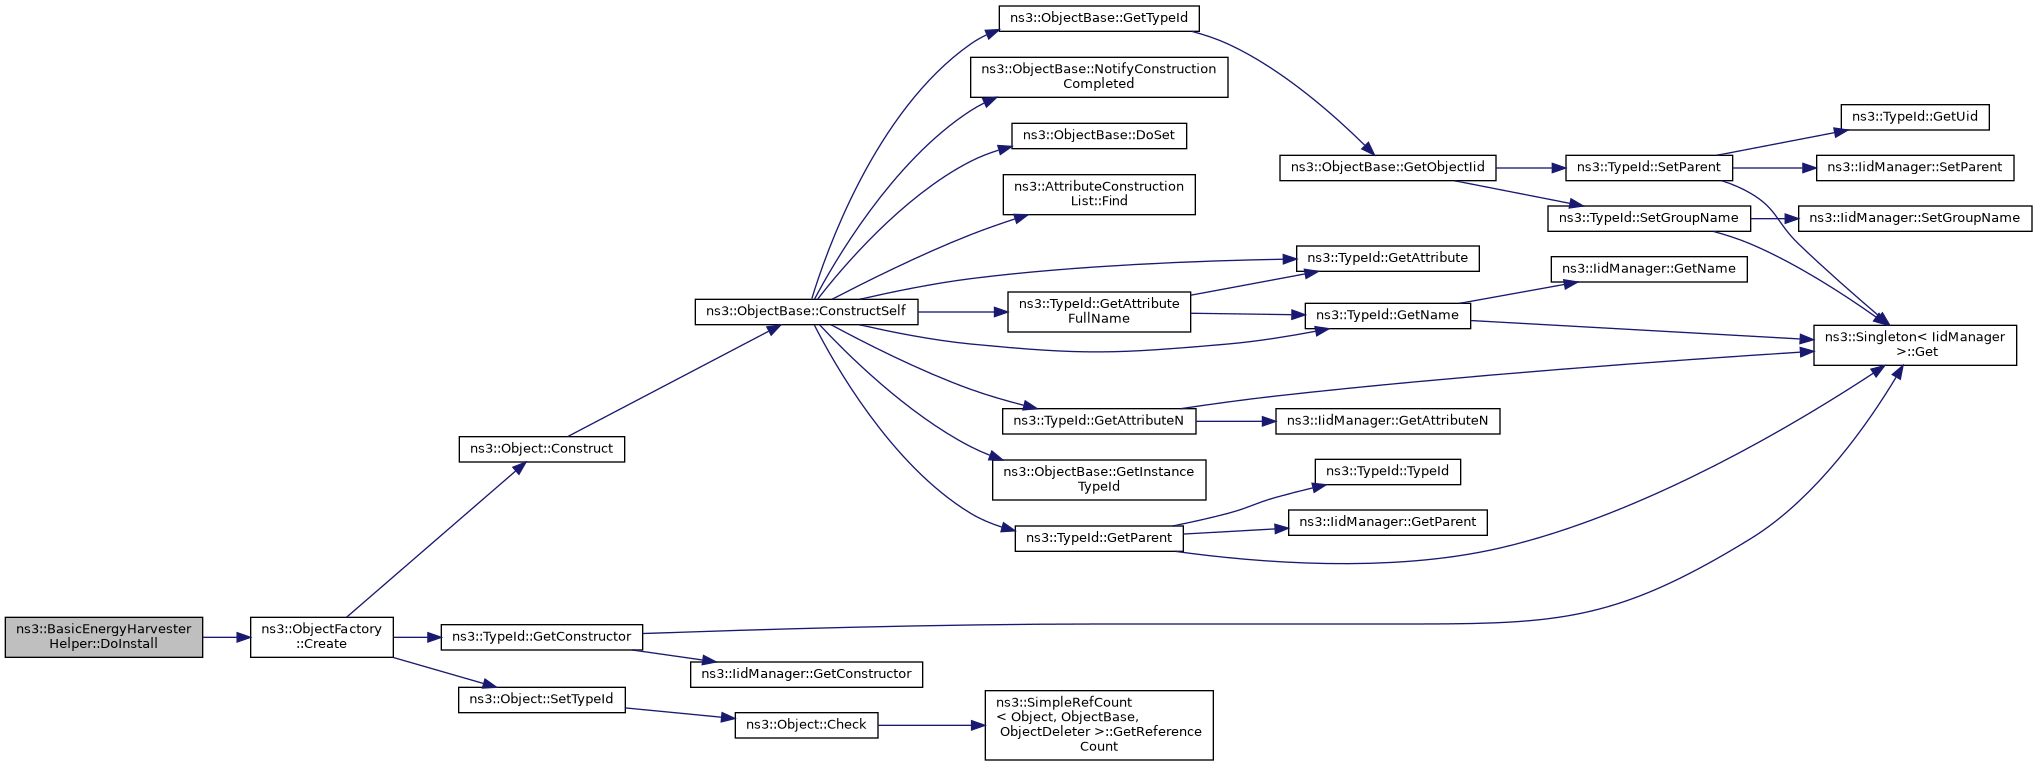 ns3::BasicEnergyHarvester
Helper::DoInstall
ns3::ObjectFactory
::Create
ns3::Object::Construct
ns3::ObjectBase::ConstructSelf
ns3::ObjectBase::GetTypeId
ns3::ObjectBase::NotifyConstruction
Completed
ns3::ObjectBase::DoSet
ns3::AttributeConstruction
List::Find
ns3::TypeId::GetAttribute
ns3::TypeId::GetAttribute
FullName
ns3::TypeId::GetName
ns3::TypeId::GetAttributeN
ns3::IidManager::GetAttributeN
ns3::ObjectBase::GetInstance
TypeId
ns3::TypeId::GetParent
ns3::TypeId::TypeId
ns3::IidManager::GetParent
ns3::ObjectBase::GetObjectIid
ns3::TypeId::SetParent
ns3::TypeId::GetUid
ns3::IidManager::SetParent
ns3::TypeId::SetGroupName
ns3::IidManager::SetGroupName
ns3::IidManager::GetName
ns3::Singleton< IidManager
>::Get
ns3::TypeId::GetConstructor
ns3::IidManager::GetConstructor
ns3::Object::SetTypeId
ns3::Object::Check
ns3::SimpleRefCount
< Object, ObjectBase,
ObjectDeleter >::GetReference
Count